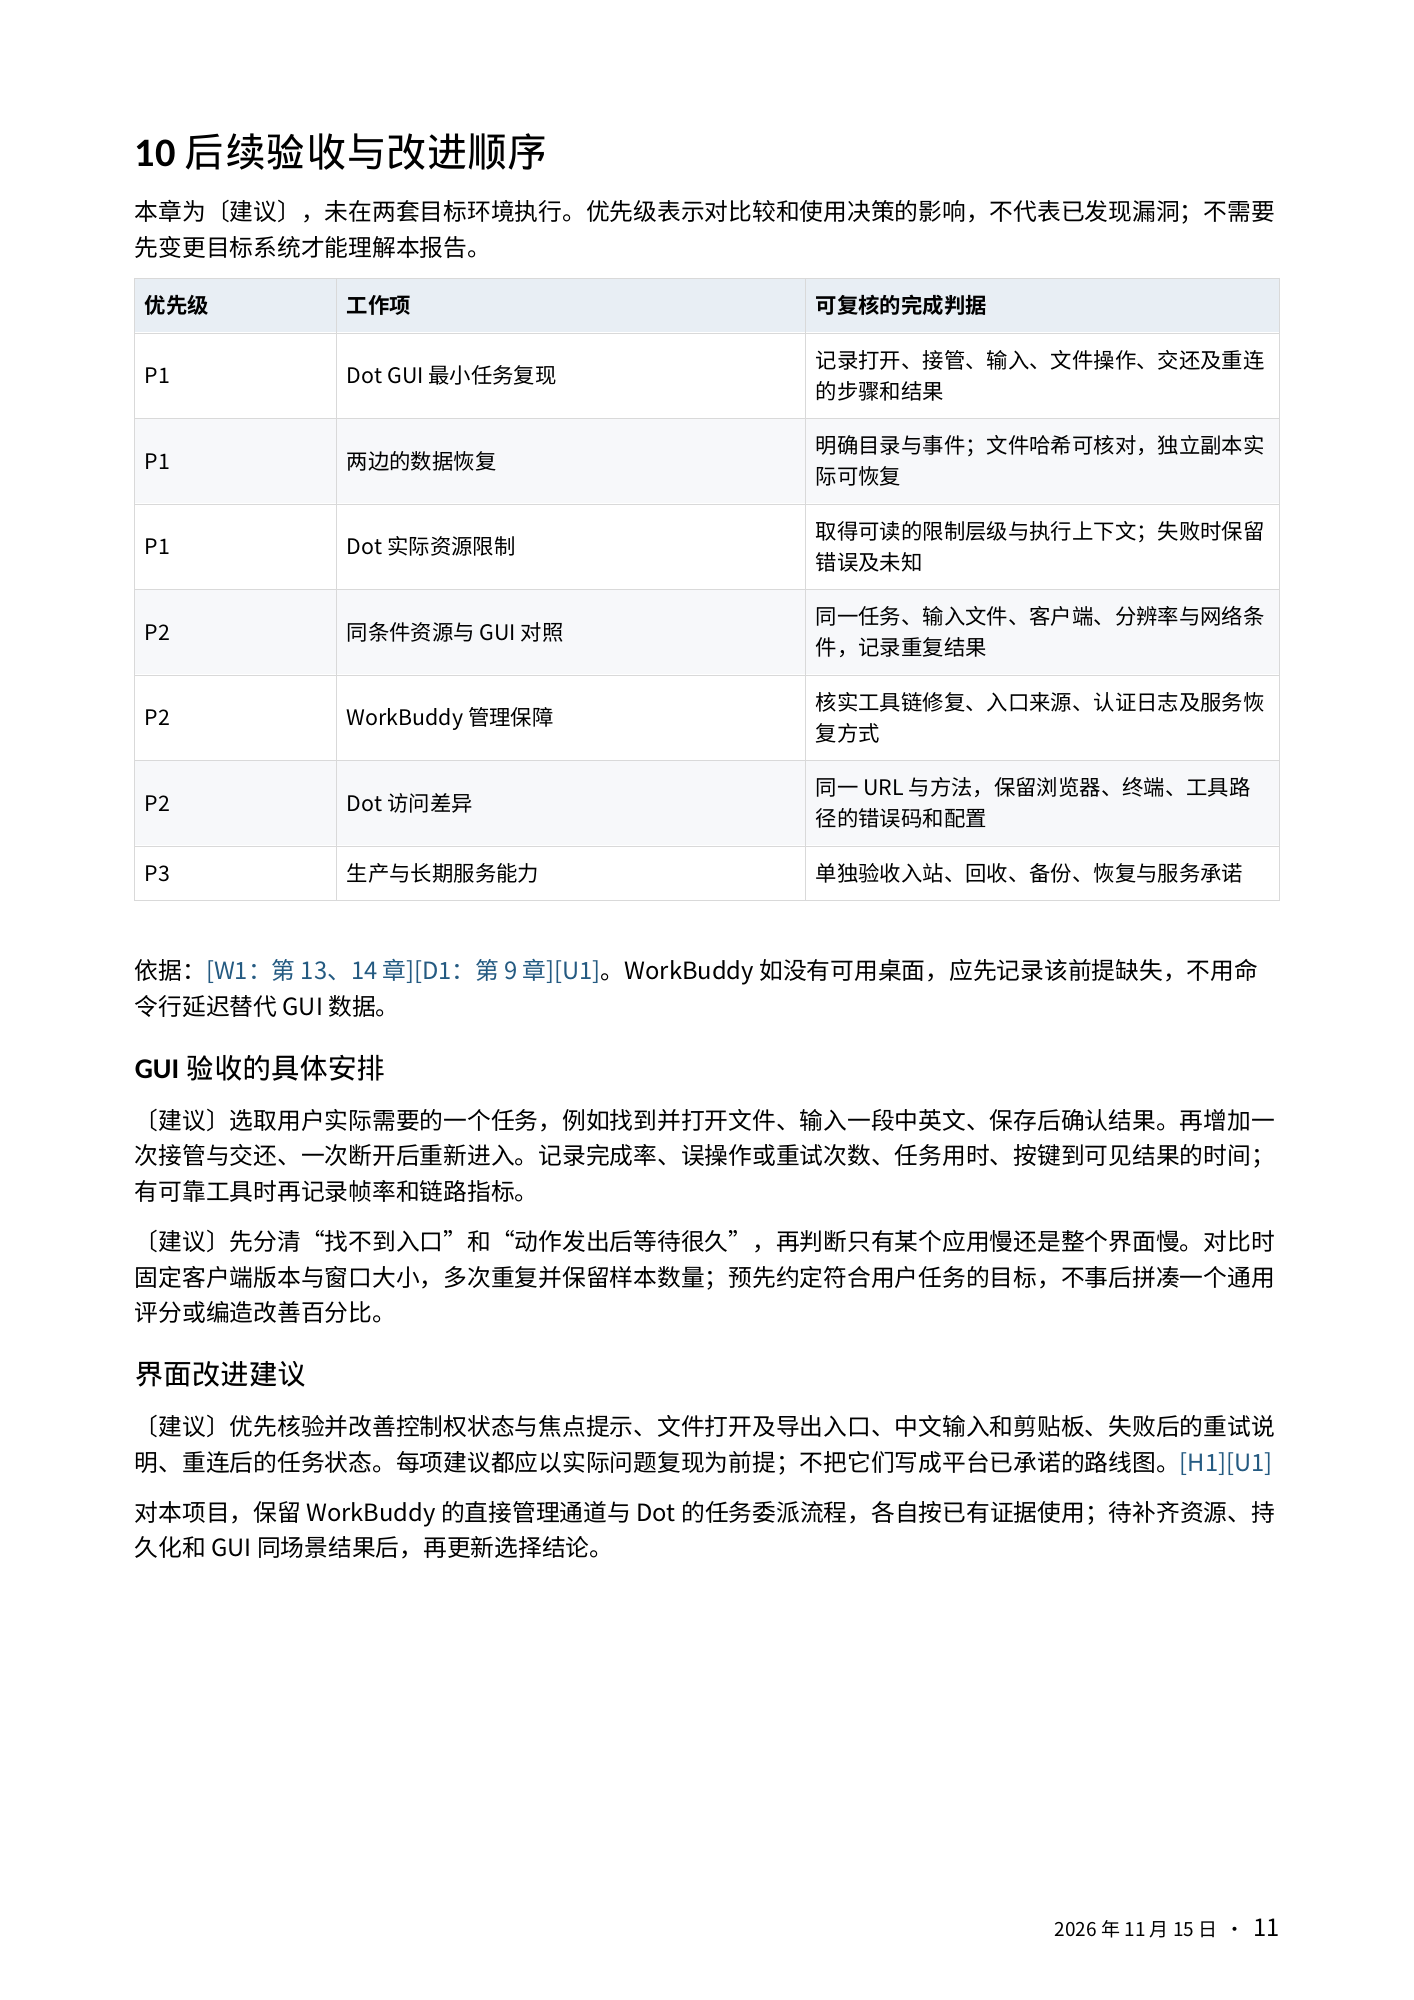 10 后续验收与改进顺序
本章为〔建议〕，未在两套目标环境执行。优先级表示对比较和使用决策的影响，不代表已发现漏洞；不需要
先变更目标系统才能理解本报告。
优先级 工作项 可复核的完成判据
P1 Dot GUI 最小任务复现 记录打开、接管、输入、文件操作、交还及重连
的步骤和结果
P1 两边的数据恢复 明确目录与事件；文件哈希可核对，独立副本实
际可恢复
P1 Dot 实际资源限制 取得可读的限制层级与执行上下文；失败时保留
错误及未知
P2 同条件资源与 GUI 对照 同一任务、输入文件、客户端、分辨率与网络条
件，记录重复结果
P2 WorkBuddy 管理保障 核实工具链修复、入口来源、认证日志及服务恢
复方式
P2 Dot 访问差异 同一 URL 与方法，保留浏览器、终端、工具路
径的错误码和配置
P3 生产与长期服务能力 单独验收入站、回收、备份、恢复与服务承诺
依据：[W1：第 13、14 章][D1：第 9 章][U1]。WorkBuddy 如没有可用桌面，应先记录该前提缺失，不用命
令行延迟替代 GUI 数据。
GUI 验收的具体安排
〔建议〕选取用户实际需要的一个任务，例如找到并打开文件、输入一段中英文、保存后确认结果。再增加一
次接管与交还、一次断开后重新进入。记录完成率、误操作或重试次数、任务用时、按键到可见结果的时间；
有可靠工具时再记录帧率和链路指标。
〔建议〕先分清“找不到入口”和“动作发出后等待很久”，再判断只有某个应用慢还是整个界面慢。对比时
固定客户端版本与窗口大小，多次重复并保留样本数量；预先约定符合用户任务的目标，不事后拼凑一个通用
评分或编造改善百分比。
界面改进建议
〔建议〕优先核验并改善控制权状态与焦点提示、文件打开及导出入口、中文输入和剪贴板、失败后的重试说
明、重连后的任务状态。每项建议都应以实际问题复现为前提；不把它们写成平台已承诺的路线图。[H1][U1]
对本项目，保留 WorkBuddy 的直接管理通道与 Dot 的任务委派流程，各自按已有证据使用；待补齐资源、持
久化和 GUI 同场景结果后，再更新选择结论。
2026 年 11 月 15 日 · 11